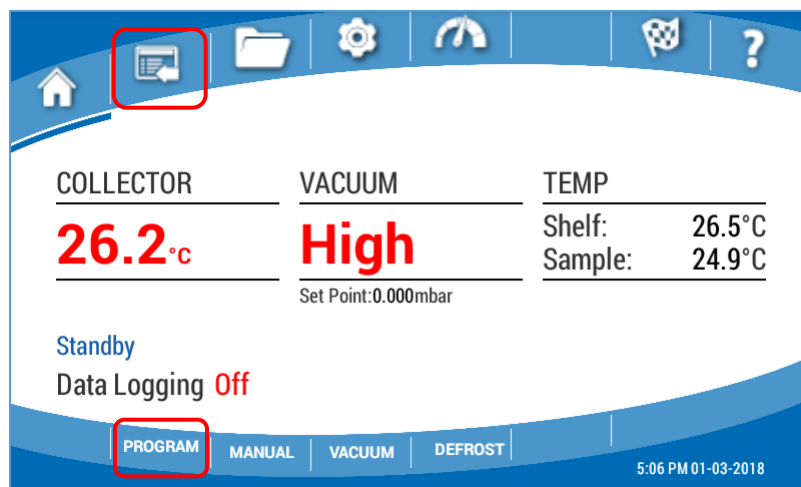 ?
COLLECTOR
VACUUM
TEMP
26.2°C
High
Shelf: 26.5°C
Sample: 24.9°C
Set Point:0.000mbar
Standby
Data Logging Off
PROGRAM MANUAL VACUUM DEFROST
5:06 PM 01-03-2018